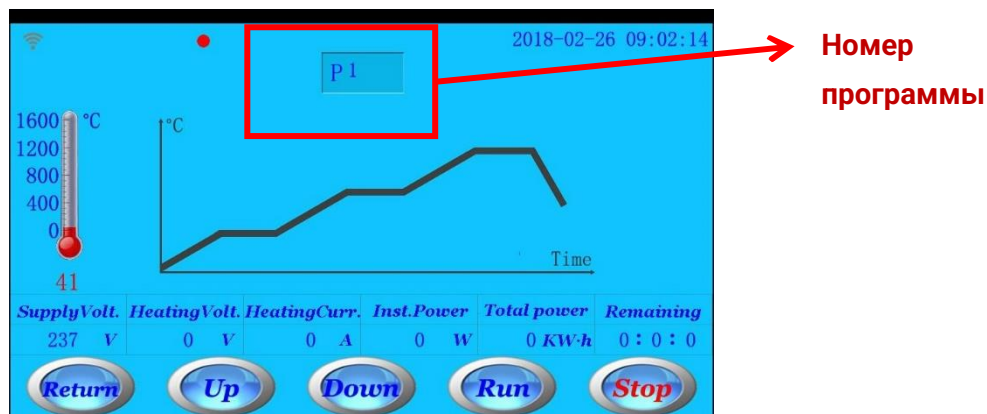 2018-02-26 09:02:14
P1
Номер
программы
1600 °C
1200
800
400
0
41
°C
Time
SupplyVolt. HeatingVolt. HeatingCurr. Inst.Power Total power Remaining
237 V 0 V 0 A 0 W 0 KW·h 0:0:0
Return Up Down Run Stop